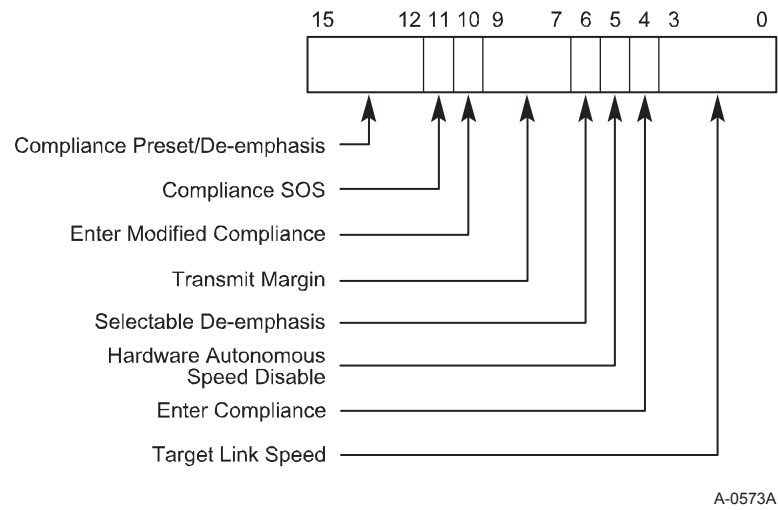 15 12 11 10 9 7 6 5 4 3 0
Compliance Preset/De-emphasis
Compliance SOS
Enter Modified Compliance
Transmit Margin
Selectable De-emphasis
Hardware Autonomous
Speed Disable
Enter Compliance
Target Link Speed
A-0573A